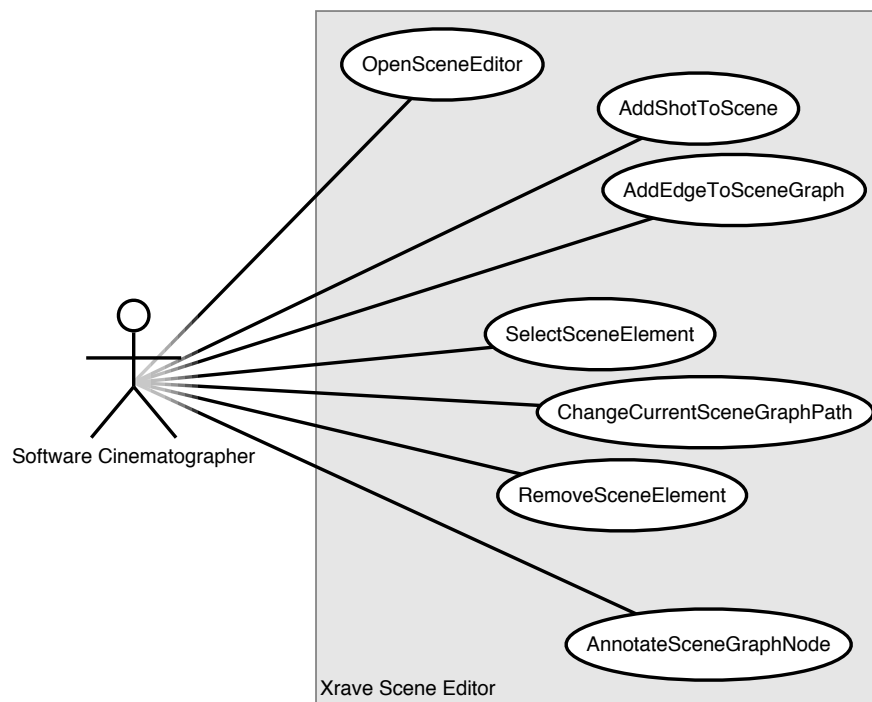 OpenSceneEditor
AddShotToScene
AddEdgeToSceneGraph
SelectSceneElement
ChangeCurrentSceneGraphPath
Software Cinematographer
RemoveSceneElement
AnnotateSceneGraphNode
Xrave Scene Editor